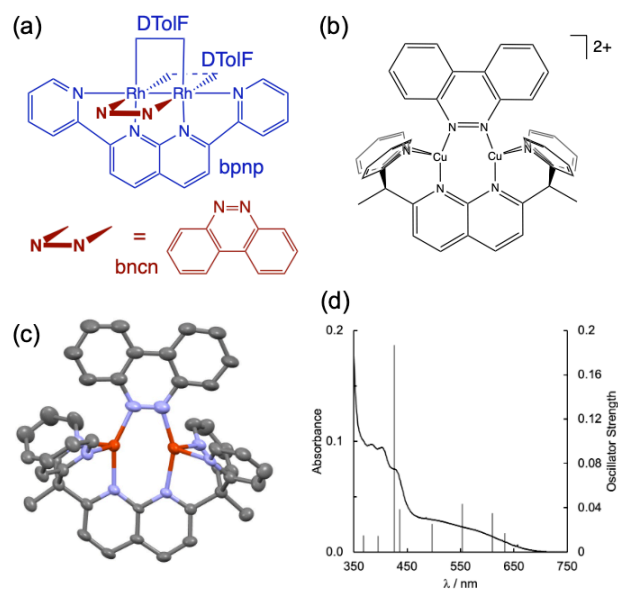 (a)
DTolF
DTolF
N Rh Rh N
N N
N N
bpnp
N N = N=N
bncn
(b)
2+
N=N
N Cu Cu N
N N
(c)
(d)
0.2 0.2
0.16
0.12
0.1
0.08
0.04
0.0 0
350 450 550 650 750
Absorbance
Oscillator Strength
λ / nm